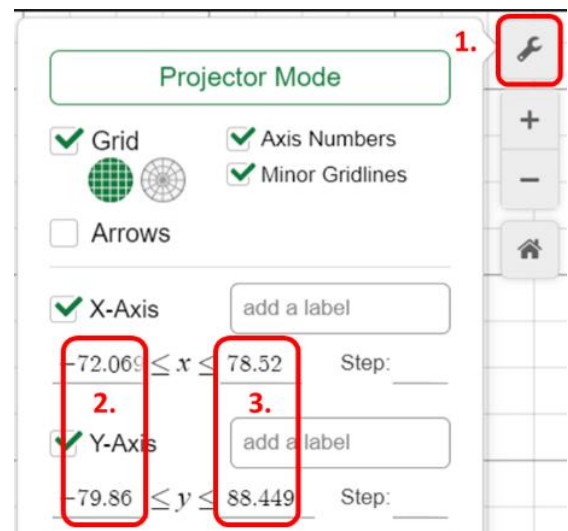 1.
Projector Mode
Grid
Axis Numbers
Minor Gridlines
Arrows
X-Axis add a label
-72.069 ≤ x ≤ 78.52 Step:
2. 3.
Y-Axis add a label
-79.86 ≤ y ≤ 88.449 Step: